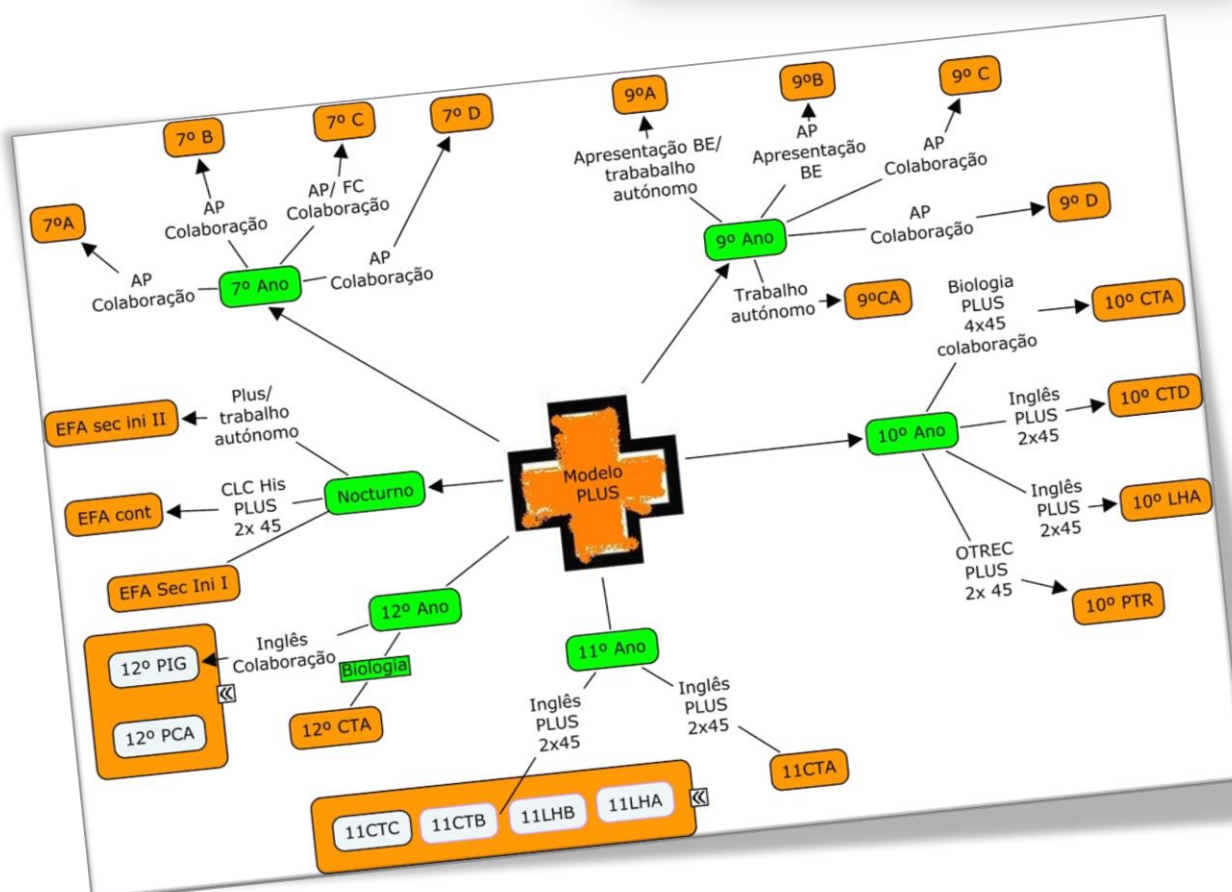 7ºA
7º B
7º C
7º D
AP
Colaboração
AP
Colaboração
AP/ FC
Colaboração
AP
Colaboração
7º Ano
9ºA
9ºB
9º C
9º D
9ºCA
Apresentação BE/
trababalho
autónomo
AP
Apresentação
BE
AP
Colaboração
AP
Colaboração
Trabalho
autónomo
9º Ano
Biologia
PLUS
4x45
colaboração
10º CTA
Inglês
PLUS
2x45
10º CTD
10º Ano
Inglês
PLUS
2x45
10º LHA
OTREC
PLUS
2x 45
10º PTR
Modelo
PLUS
Plus/
trabalho
autónomo
EFA sec ini II
Nocturno
CLC His
PLUS
2x 45
EFA cont
EFA Sec Ini I
12º Ano
Inglês
Colaboração
12º PIG
12º PCA
Biologia
12º CTA
11º Ano
Inglês
PLUS
2x45
11CTC
11CTB
11LHB
11LHA
Inglês
PLUS
2x45
11CTA